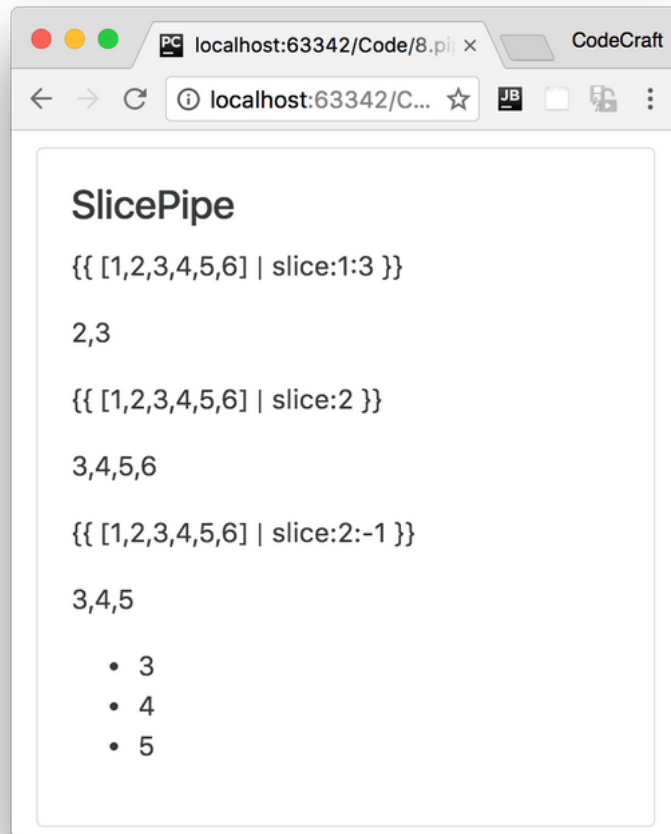 PC localhost:63342/Code/8.pi
CodeCraft
localhost:63342/C... JB
SlicePipe
{{ [1,2,3,4,5,6] | slice:1:3 }}
2,3
{{ [1,2,3,4,5,6] | slice:2 }}
3,4,5,6
{{ [1,2,3,4,5,6] | slice:2:-1 }}
3,4,5
• 3
• 4
• 5